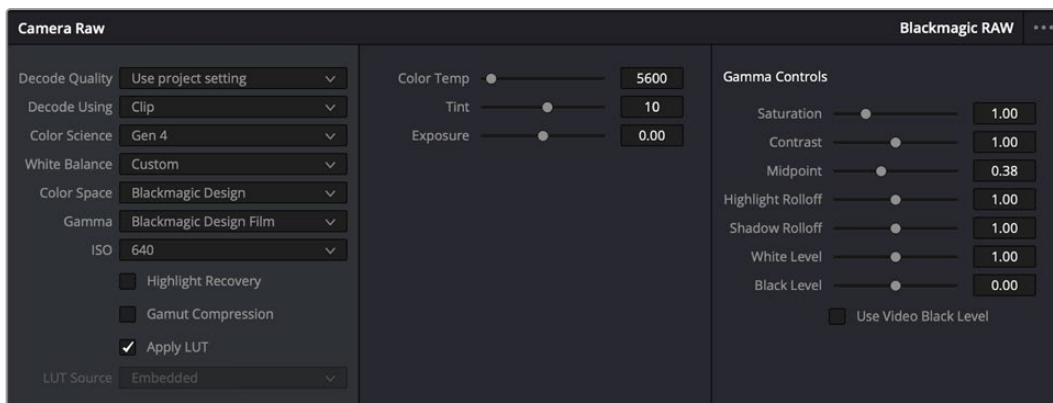 Camera Raw
Blackmagic RAW
Decode Quality Use project setting
Decode Using Clip
Color Science Gen 4
White Balance Custom
Color Space Blackmagic Design
Gamma Blackmagic Design Film
ISO 640
Highlight Recovery
Gamut Compression
Apply LUT
LUT Source Embedded
Color Temp 5600
Tint 10
Exposure 0.00
Gamma Controls
Saturation 1.00
Contrast 1.00
Midpoint 0.38
Highlight Rolloff 1.00
Shadow Rolloff 1.00
White Level 1.00
Black Level 0.00
Use Video Black Level